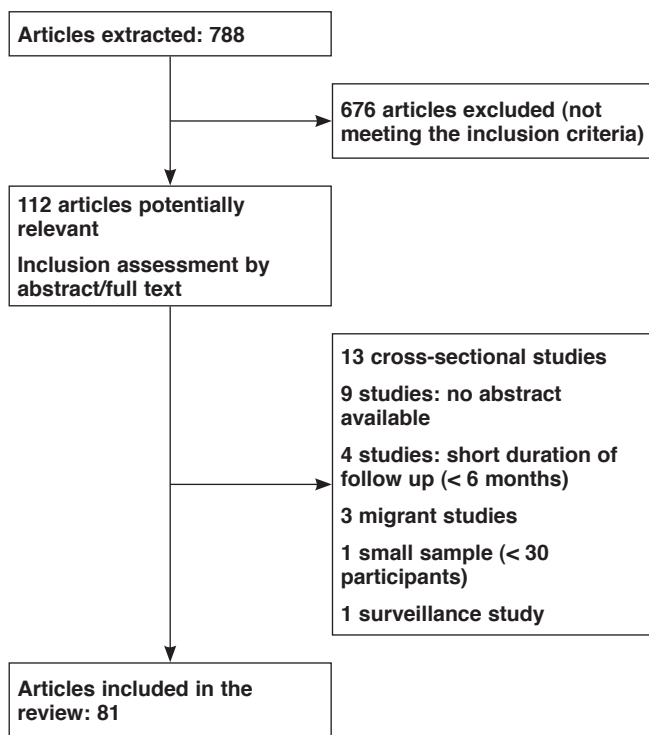 Articles extracted: 788
676 articles excluded (not
meeting the inclusion criteria)
112 articles potentially
relevant
Inclusion assessment by
abstract/full text
13 cross-sectional studies
9 studies: no abstract
available
4 studies: short duration of
follow up (< 6 months)
3 migrant studies
1 small sample (< 30
participants)
1 surveillance study
Articles included in the
review: 81